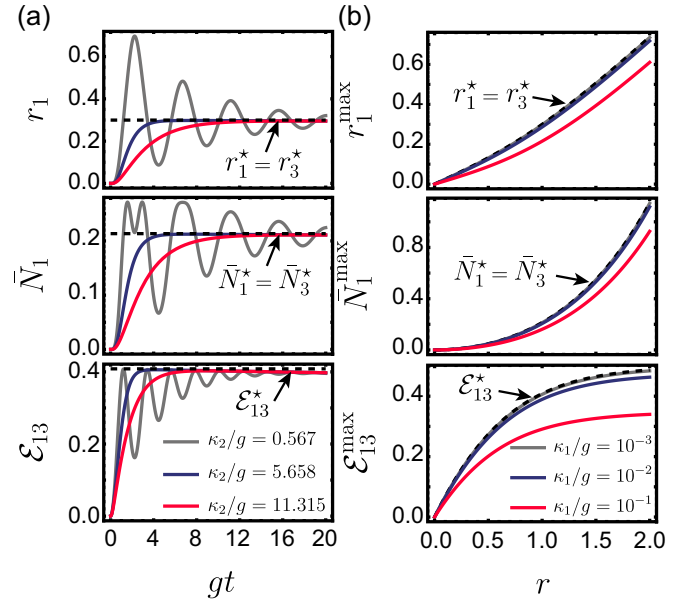 (a)
(b)
r₁
0.6
0.4
0.2
0.0
r₁⋆ = r₃⋆
r₁ᵐᵃˣ
0.6
0.4
0.2
0.0
r₁⋆ = r₃⋆
N̄₁
0.2
0.1
0.0
N̄₁⋆ = N̄₃⋆
N̄₁ᵐᵃˣ
0.8
0.4
0.0
N̄₁⋆ = N̄₃⋆
ℰ₁₃
0.4
0.2
0.0
ℰ₁₃⋆
κ₂/g = 0.567
κ₂/g = 5.658
κ₂/g = 11.315
0 4 8 12 16 20
gt
ℰ₁₃ᵐᵃˣ
0.4
0.2
0.0
ℰ₁₃⋆
κ₁/g = 10⁻³
κ₁/g = 10⁻²
κ₁/g = 10⁻¹
0.0 0.5 1.0 1.5 2.0
r